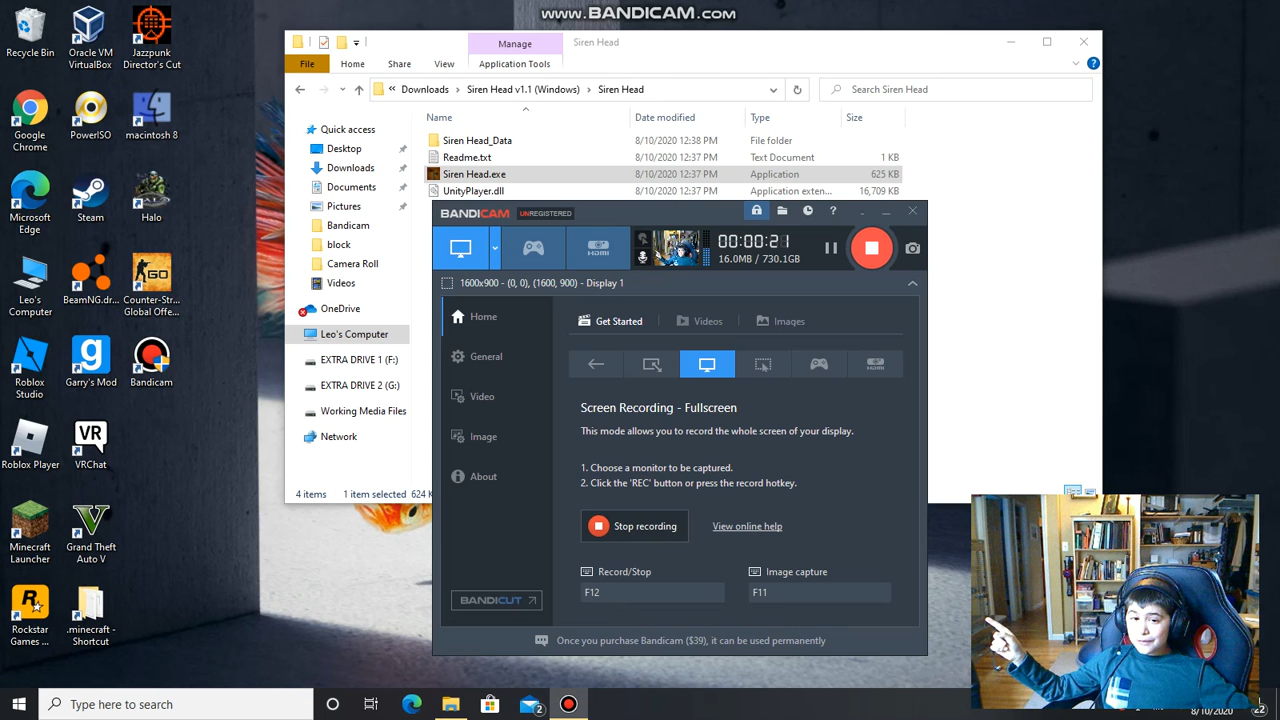 www.BANDICAM.com
Recycle Bin
Oracle VM VirtualBox
Jazzpunk Director's Cut
Google Chrome
PowerISO
macintosh 8
Microsoft Edge
Steam
Halo
Leo's Computer
BeamNG.dr...
Counter-Str... Global Offe...
Roblox Studio
Garry's Mod
Bandicam
Roblox Player
VRChat
Minecraft Launcher
Grand Theft Auto V
Rockstar Games ...
.minecraft - Shortcut
Manage
Siren Head
File
Home
Share
View
Application Tools
« Downloads > Siren Head v1.1 (Windows) > Siren Head
Search Siren Head
Name
Date modified
Type
Size
Siren Head_Data 8/10/2020 12:38 PM File folder
Readme.txt 8/10/2020 12:37 PM Text Document 1 KB
Siren Head.exe 8/10/2020 12:37 PM Application 625 KB
UnityPlayer.dll 8/10/2020 12:37 PM Application exten... 16,709 KB
Quick access
Desktop
Downloads
Documents
Pictures
Bandicam
block
Camera Roll
Videos
OneDrive
Leo's Computer
EXTRA DRIVE 1 (F:)
EXTRA DRIVE 2 (G:)
Working Media Files
Network
4 items 1 item selected 624 K
BANDICAM UNREGISTERED
HDMI
00:00:21
16.0MB / 730.1GB
1600x900 - (0, 0), (1600, 900) - Display 1
Home
General
Video
Image
About
BANDICUT
Get Started
Videos
Images
HDMI
Screen Recording - Fullscreen
This mode allows you to record the whole screen of your display.
1. Choose a monitor to be captured.
2. Click the 'REC' button or press the record hotkey.
Stop recording
View online help
Record/Stop
F12
Image capture
F11
Once you purchase Bandicam ($39), it can be used permanently
Type here to search
2
8/10/2020
22